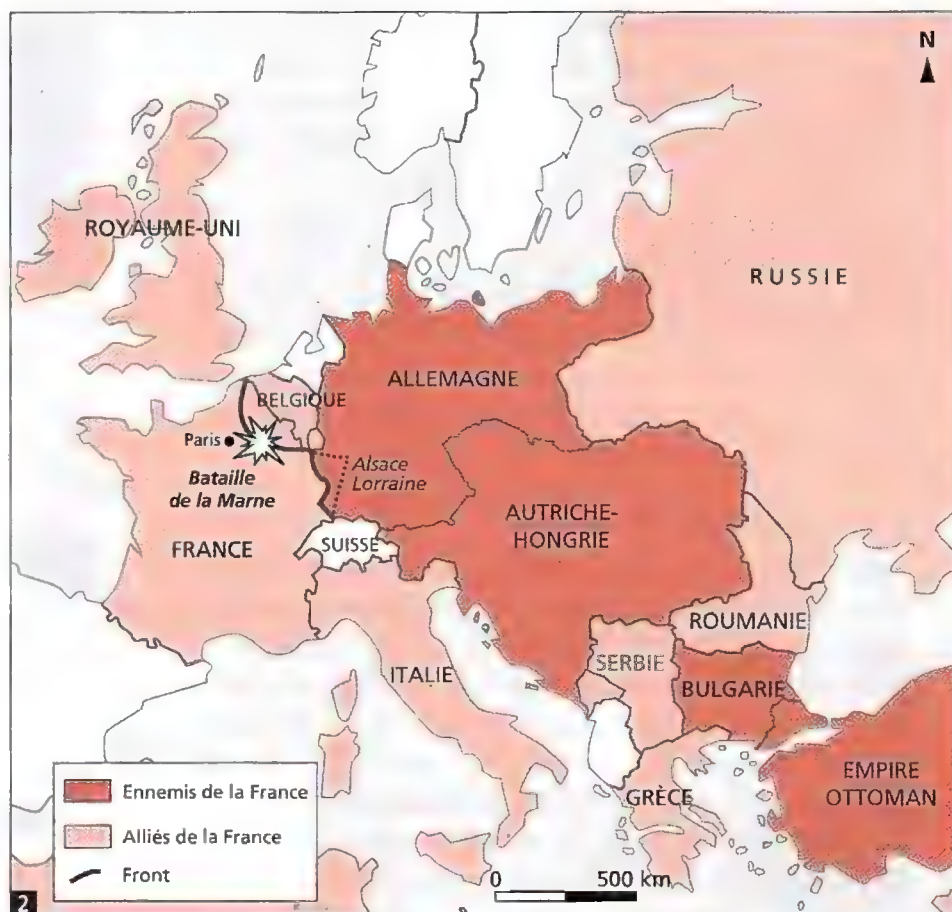 N
ROYAUME-UNI
RUSSIE
ALLEMAGNE
BELGIQUE
Paris
Alsace
Lorraine
Bataille
de la Marne
AUTRICHE-
HONGRIE
FRANCE
SUISSE
ROUMANIE
SERBIE
ITALIE
BULGARIE
EMPIRE
OTTOMAN
GRÈCE
Ennemis de la France
Alliés de la France
Front
0 500 km
2